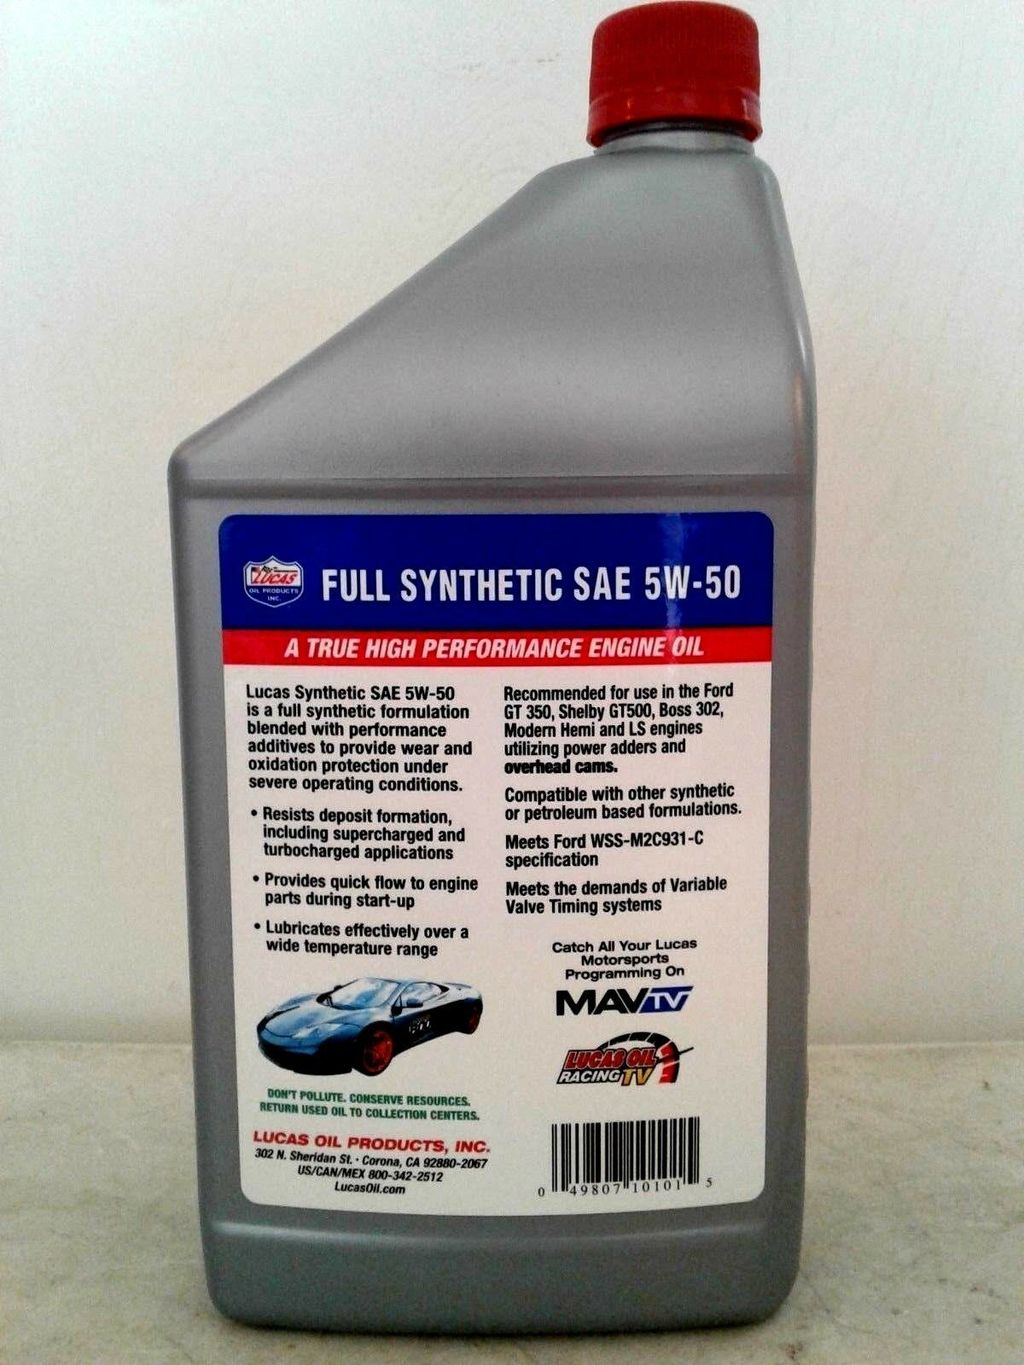 LUCAS
OIL PRODUCTS
INC.
FULL SYNTHETIC SAE 5W-50
A TRUE HIGH PERFORMANCE ENGINE OIL
Lucas Synthetic SAE 5W-50
is a full synthetic formulation
blended with performance
additives to provide wear and
oxidation protection under
severe operating conditions.
• Resists deposit formation,
including supercharged and
turbocharged applications
• Provides quick flow to engine
parts during start-up
• Lubricates effectively over a
wide temperature range
DON'T POLLUTE. CONSERVE RESOURCES.
RETURN USED OIL TO COLLECTION CENTERS.
LUCAS OIL PRODUCTS, INC.
302 N. Sheridan St. · Corona, CA 92880-2067
US/CAN/MEX 800-342-2512
LucasOil.com
Recommended for use in the Ford
GT 350, Shelby GT500, Boss 302,
Modern Hemi and LS engines
utilizing power adders and
overhead cams.
Compatible with other synthetic
or petroleum based formulations.
Meets Ford WSS-M2C931-C
specification
Meets the demands of Variable
Valve Timing systems
Catch All Your Lucas
Motorsports
Programming On
MAVTV
LUCAS OIL
RACING TV
0 49807 10101 5